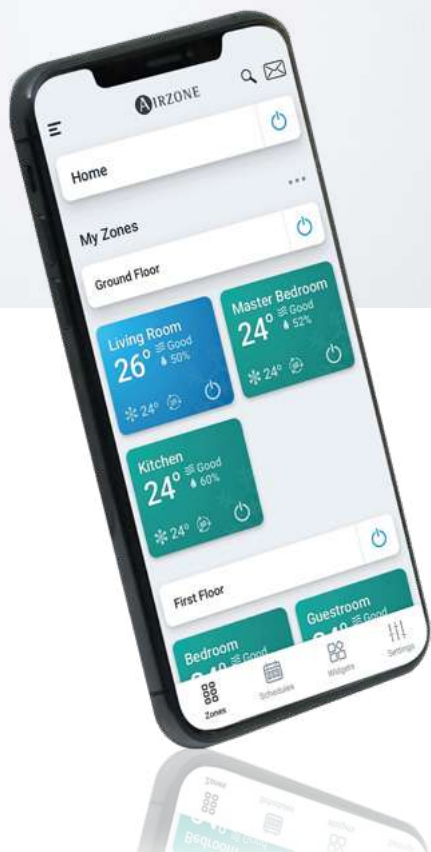 AIRZONE
Home
My Zones
Ground Floor
Living Room
26° Good
50%
24°
Master Bedroom
24° Good
52%
24°
Kitchen
24° Good
60%
24°
First Floor
Bedroom
Good
Guestroom
Good
Zones
Schedules
Widgets
Settings